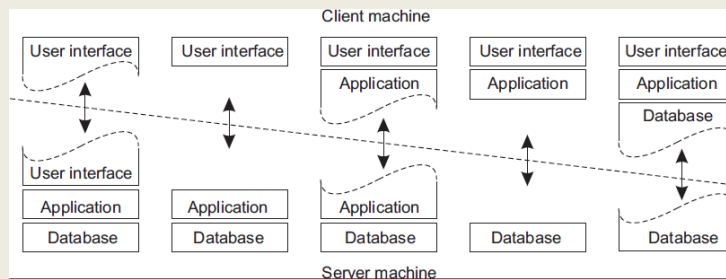 Client machine
User interface User interface User interface User interface User interface
Application Application Application
Database
User interface
Application Application Application
Database Database Database Database Database
Server machine